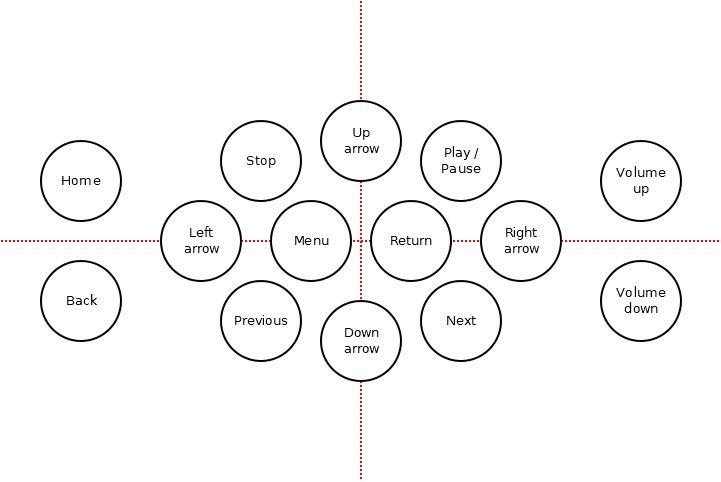 Up
arrow
Stop
Play /
Pause
Home
Volume
up
Left
arrow
Menu
Return
Right
arrow
Back
Volume
down
Previous
Next
Down
arrow